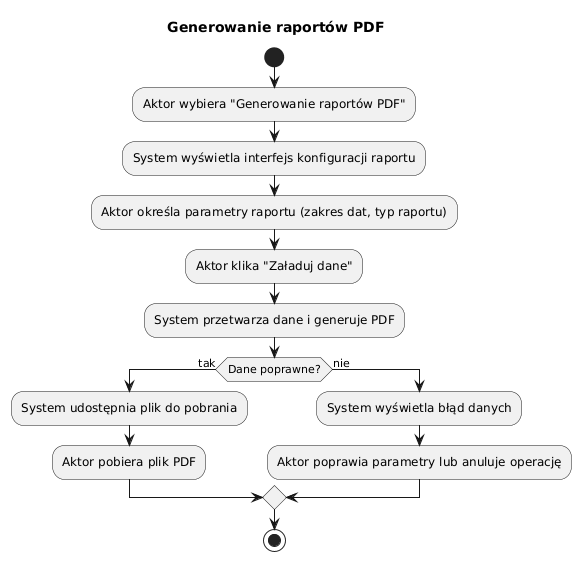 Generowanie raportów PDF
Aktor wybiera "Generowanie raportów PDF"
System wyświetla interfejs konfiguracji raportu
Aktor określa parametry raportu (zakres dat, typ raportu)
Aktor klika "Załaduj dane"
System przetwarza dane i generuje PDF
tak
Dane poprawne?
nie
System udostępnia plik do pobrania
System wyświetla błąd danych
Aktor pobiera plik PDF
Aktor poprawia parametry lub anuluje operację